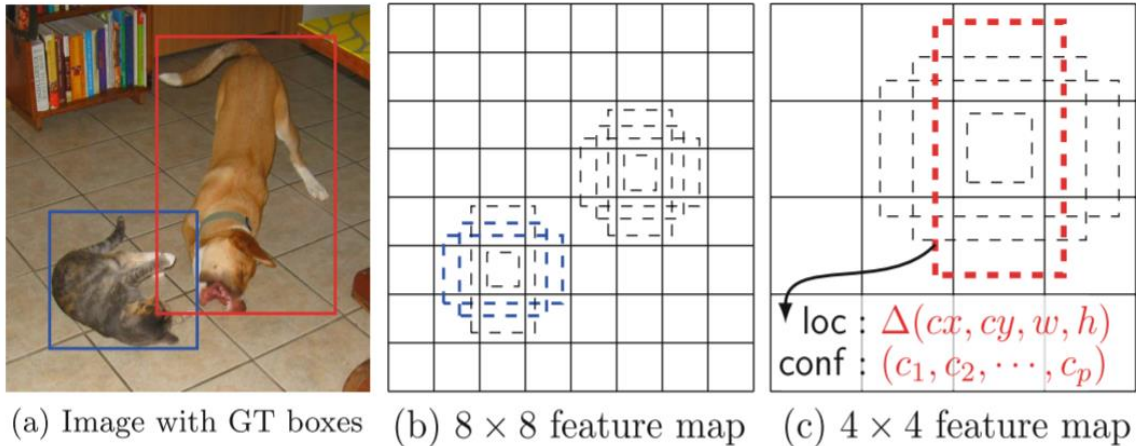 loc : Δ(cx, cy, w, h)
conf : (c₁, c₂, ⋯, cₚ)
(a) Image with GT boxes (b) 8 × 8 feature map (c) 4 × 4 feature map